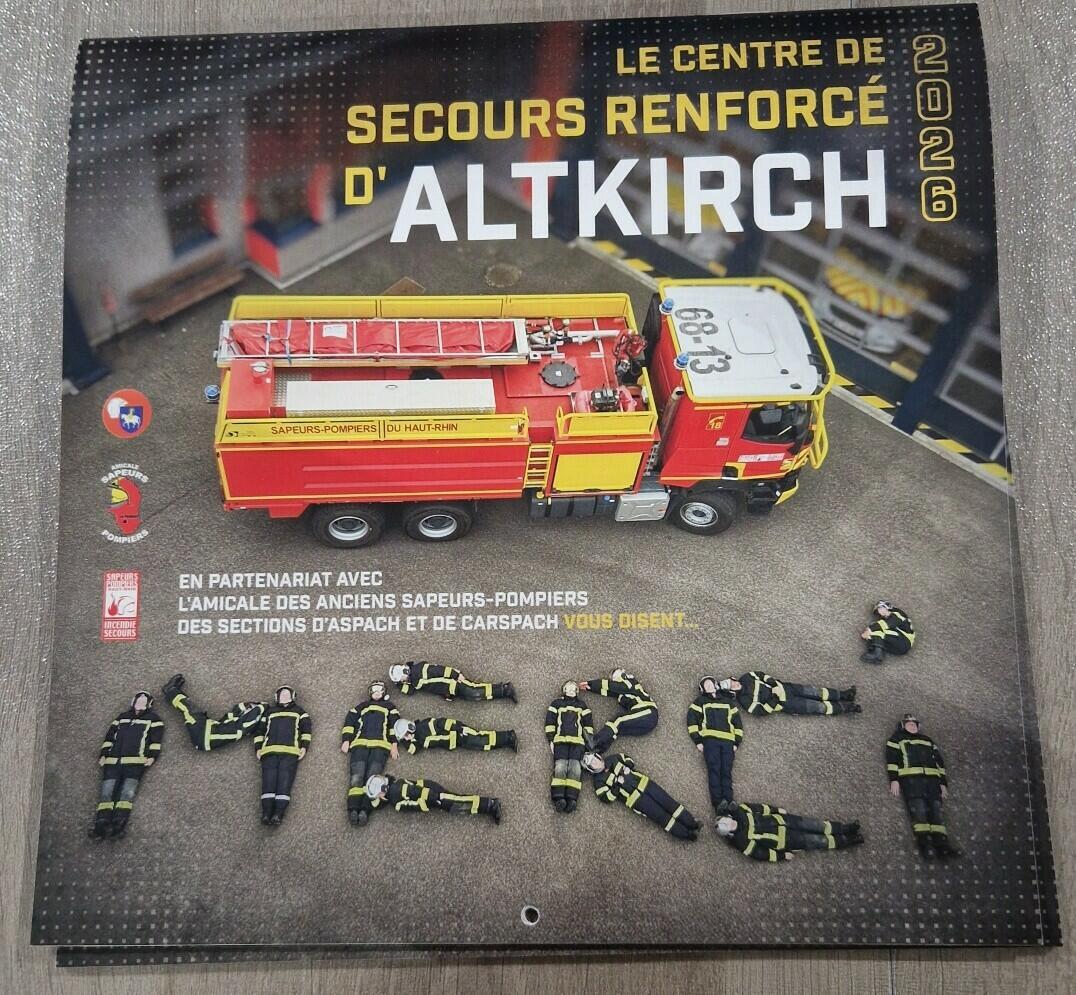 LE CENTRE DE
SECOURS RENFORCÉ
D'ALTKIRCH
2026
68-13
18
SAPEURS-POMPIERS DU HAUT-RHIN
AMICALE
SAPEURS
POMPIERS
SAPEURS
POMPIERS
HAUT-RHIN
INCENDIE
SECOURS
EN PARTENARIAT AVEC
L'AMICALE DES ANCIENS SAPEURS-POMPIERS
DES SECTIONS D'ASPACH ET DE CARSPACH VOUS DISENT...
MERCi